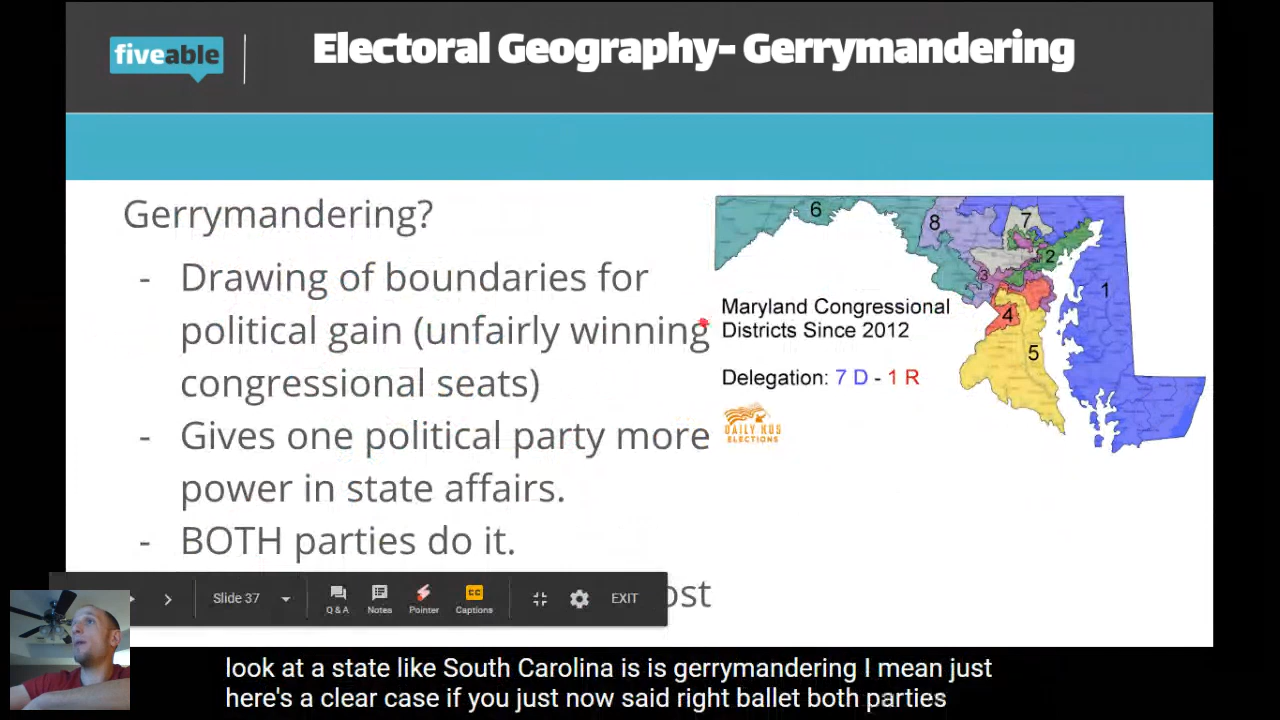 fiveable
Electoral Geography- Gerrymandering
Gerrymandering?
- Drawing of boundaries for
political gain (unfairly winning
congressional seats)
- Gives one political party more
power in state affairs.
- BOTH parties do it.
ost
6
8
7
2
3
1
4
5
Maryland Congressional
Districts Since 2012
Delegation: 7 D - 1 R
DAILY KOS
ELECTIONS
Slide 37
Q & A
Notes
Pointer
Captions
EXIT
look at a state like South Carolina is is gerrymandering I mean just
here's a clear case if you just now said right ballet both parties